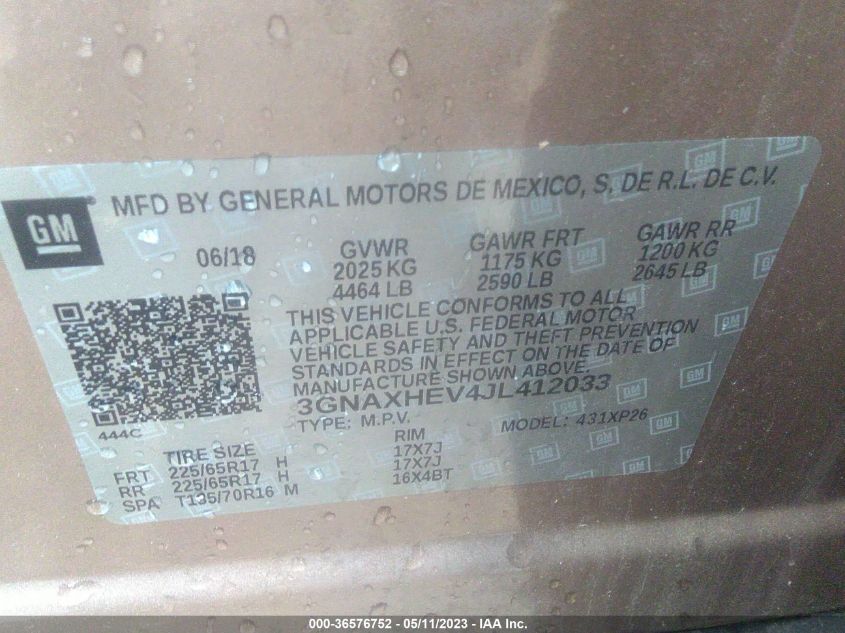 GM
MFD BY GENERAL MOTORS DE MEXICO, S. DE R.L. DE C.V.
06/18 GVWR GAWR FRT GAWR RR
2025 KG 1175 KG 1200 KG
4464 LB 2590 LB 2645 LB
THIS VEHICLE CONFORMS TO ALL
APPLICABLE U.S. FEDERAL MOTOR
VEHICLE SAFETY AND THEFT PREVENTION
STANDARDS IN EFFECT ON THE DATE OF
MANUFACTURE SHOWN ABOVE.
3GNAXHEV4JL412033
TYPE: M.P.V. MODEL: 431XP26
444C
TIRE SIZE RIM
FRT 225/65R17 H 17X7J
RR 225/65R17 H 17X7J
SPA T135/70R16 M 16X4BT
000-36576752 - 05/11/2023 - IAA Inc.